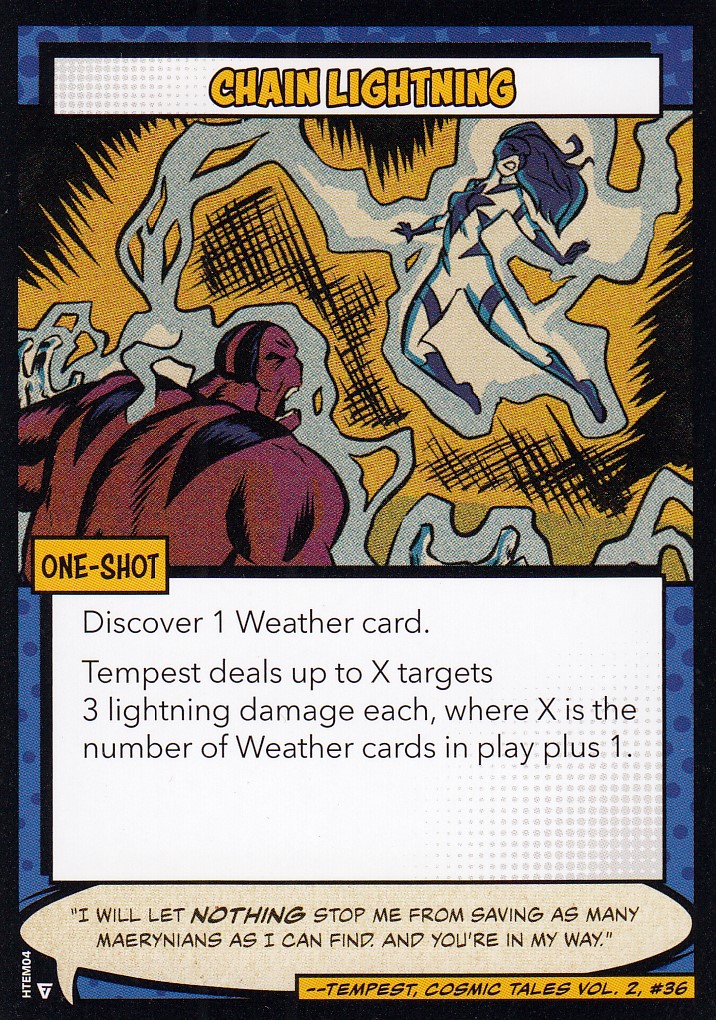 CHAIN LIGHTNING
ONE-SHOT
Discover 1 Weather card.
Tempest deals up to X targets
3 lightning damage each, where X is the
number of Weather cards in play plus 1.
"I WILL LET NOTHING STOP ME FROM SAVING AS MANY
MAERYNIANS AS I CAN FIND. AND YOU'RE IN MY WAY."
--TEMPEST, COSMIC TALES VOL. 2, #36
HTEM04